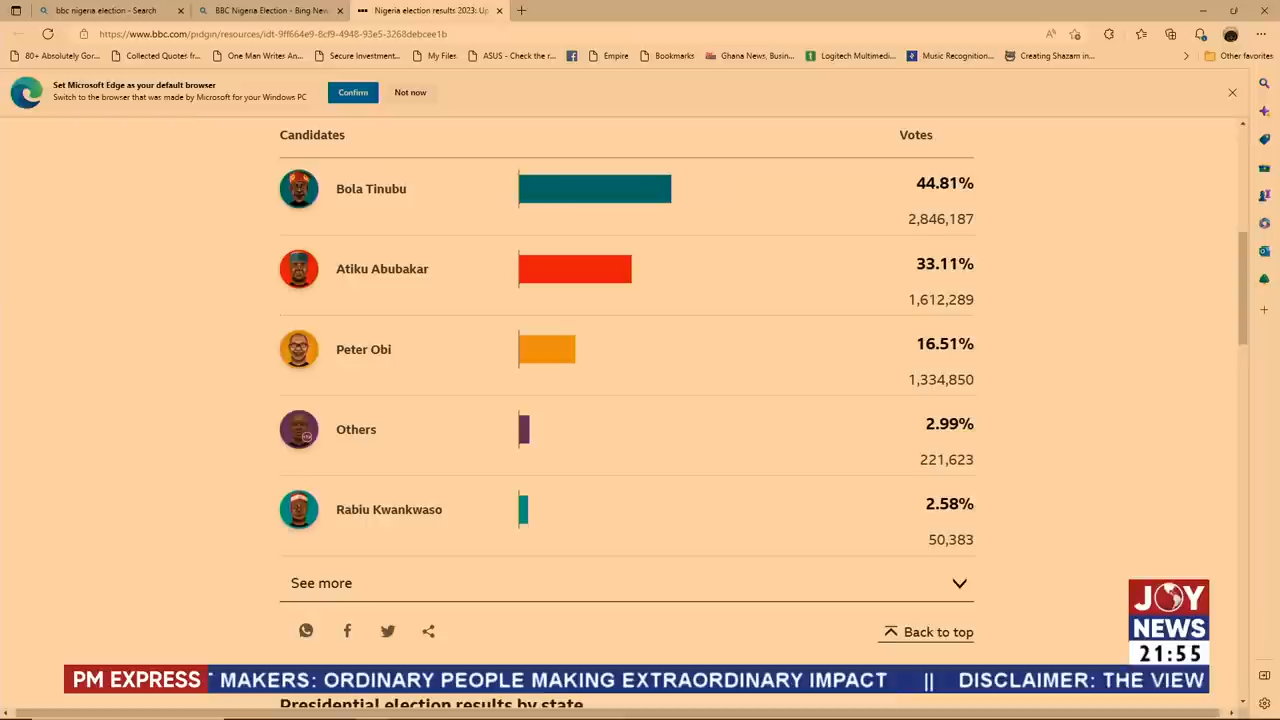 bbc nigeria election - Search
BBC Nigeria Election - Bing New
Nigeria election results 2023: Up
https://www.bbc.com/pidgin/resources/idt-9ff664e9-8cf9-4948-93e5-3268debcee1b
80+ Absolutely Gor...
Collected Quotes fr...
One Man Writes An...
Secure Investment...
My Files
ASUS - Check the r...
Empire
Bookmarks
Ghana News, Busin...
Logitech Multimedi...
Music Recognition...
Creating Shazam in...
Other favorites
Set Microsoft Edge as your default browser
Switch to the browser that was made by Microsoft for your Windows PC
Confirm
Not now
Candidates
Votes
Bola Tinubu
44.81%
2,846,187
Atiku Abubakar
33.11%
1,612,289
Peter Obi
16.51%
1,334,850
Others
2.99%
221,623
Rabiu Kwankwaso
2.58%
50,383
See more
Back to top
JOY
NEWS
21:55
PM EXPRESS
MAKERS: ORDINARY PEOPLE MAKING EXTRAORDINARY IMPACT || DISCLAIMER: THE VIEW
Presidential election results by state